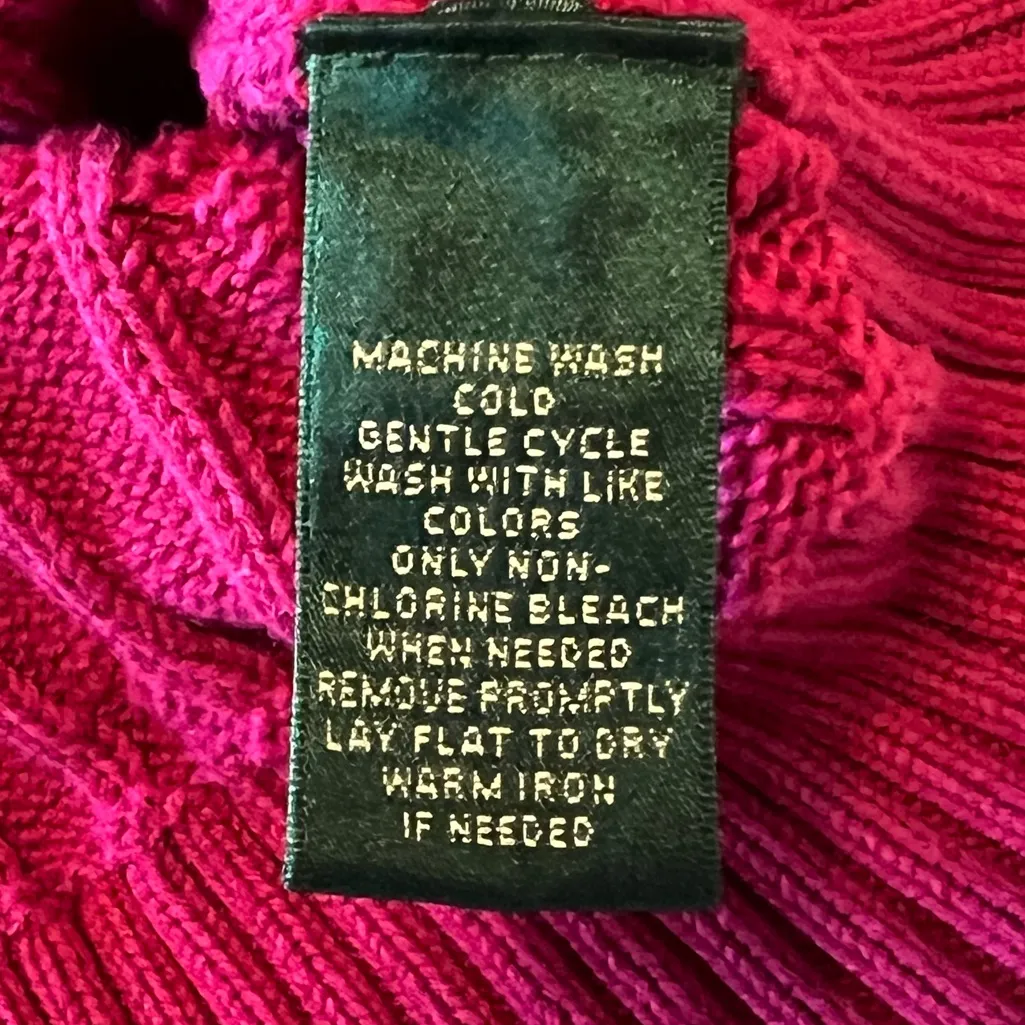 MACHINE WASH
COLD
GENTLE CYCLE
WASH WITH LIKE
COLORS
ONLY NON-
CHLORINE BLEACH
WHEN NEEDED
REMOVE PROMPTLY
LAY FLAT TO DRY
WARM IRON
IF NEEDED